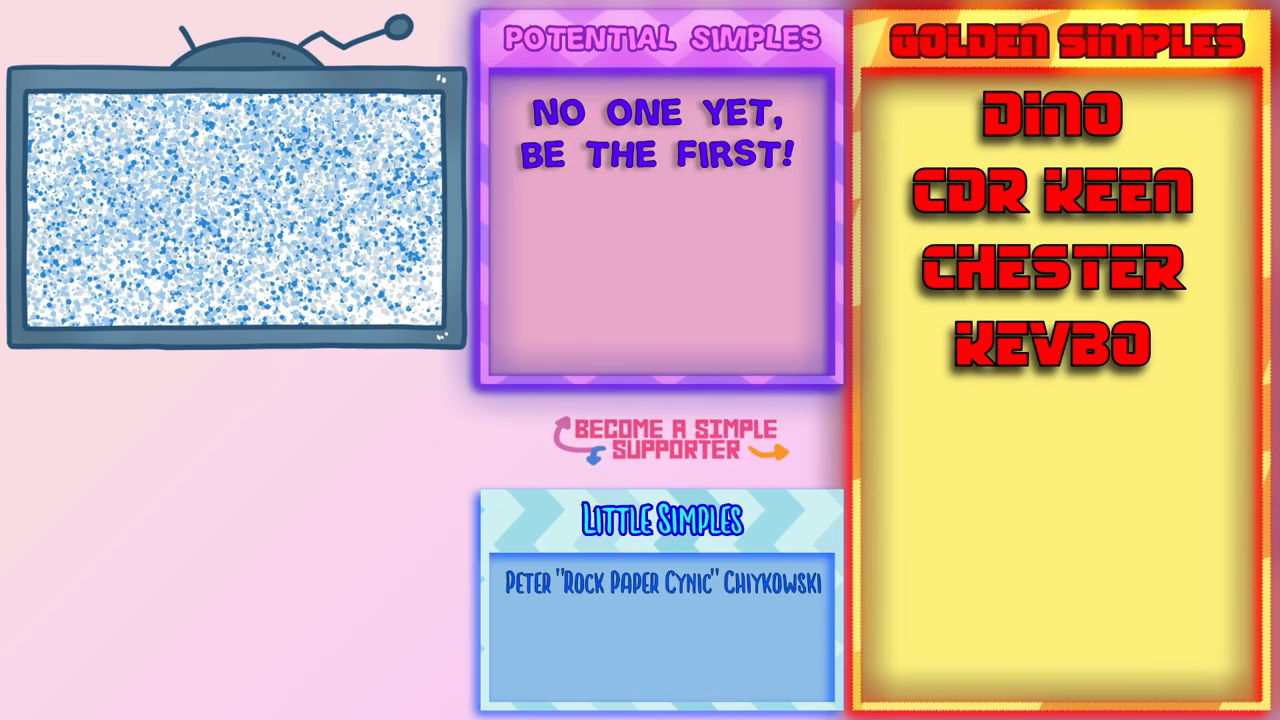 POTENTIAL SIMPLES
NO ONE YET,
BE THE FIRST!
BECOME A SIMPLE
SUPPORTER
LITTLE SIMPLES
PETER "ROCK PAPER CYNIC" CHIYKOWSKI
GOLDEN SIMPLES
DINO
CDR KEEN
CHESTER
KEVBO